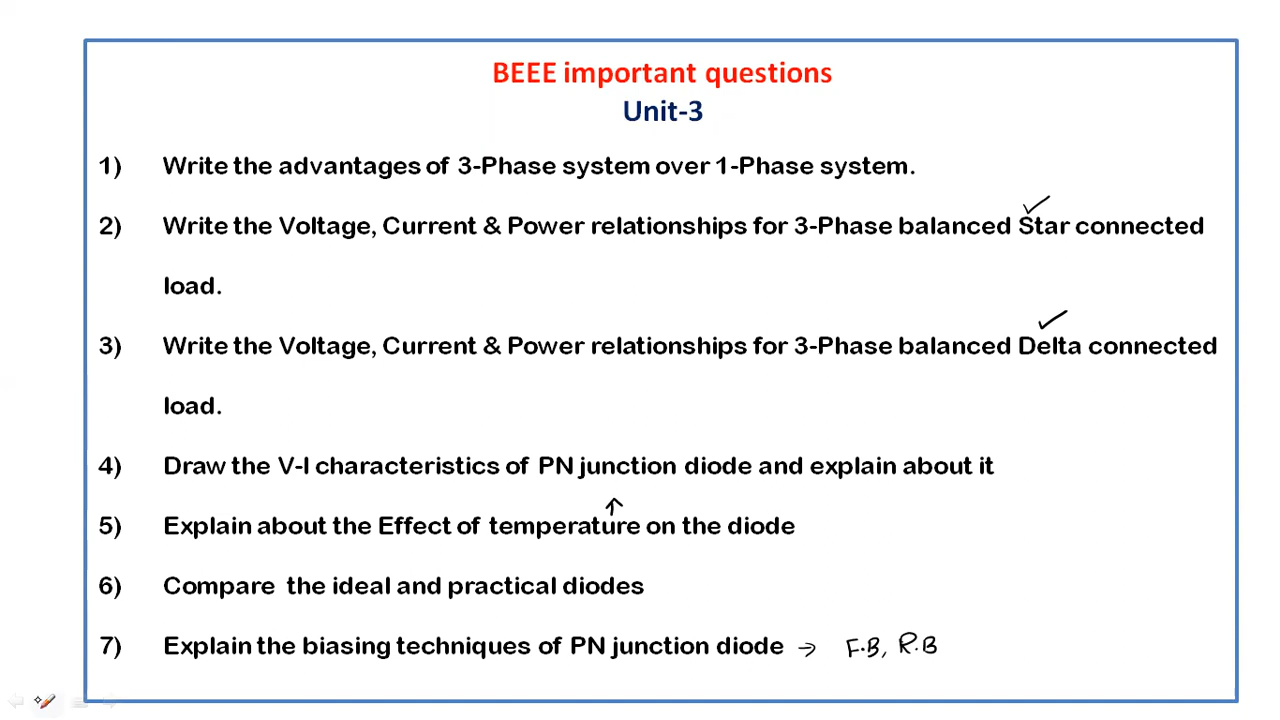 BEEE important questions
Unit-3
1) Write the advantages of 3-Phase system over 1-Phase system.
2) Write the Voltage, Current & Power relationships for 3-Phase balanced Star connected
load.
3) Write the Voltage, Current & Power relationships for 3-Phase balanced Delta connected
load.
4) Draw the V-I characteristics of PN junction diode and explain about it
5) Explain about the Effect of temperature on the diode
6) Compare the ideal and practical diodes
7) Explain the biasing techniques of PN junction diode → F.B, R.B